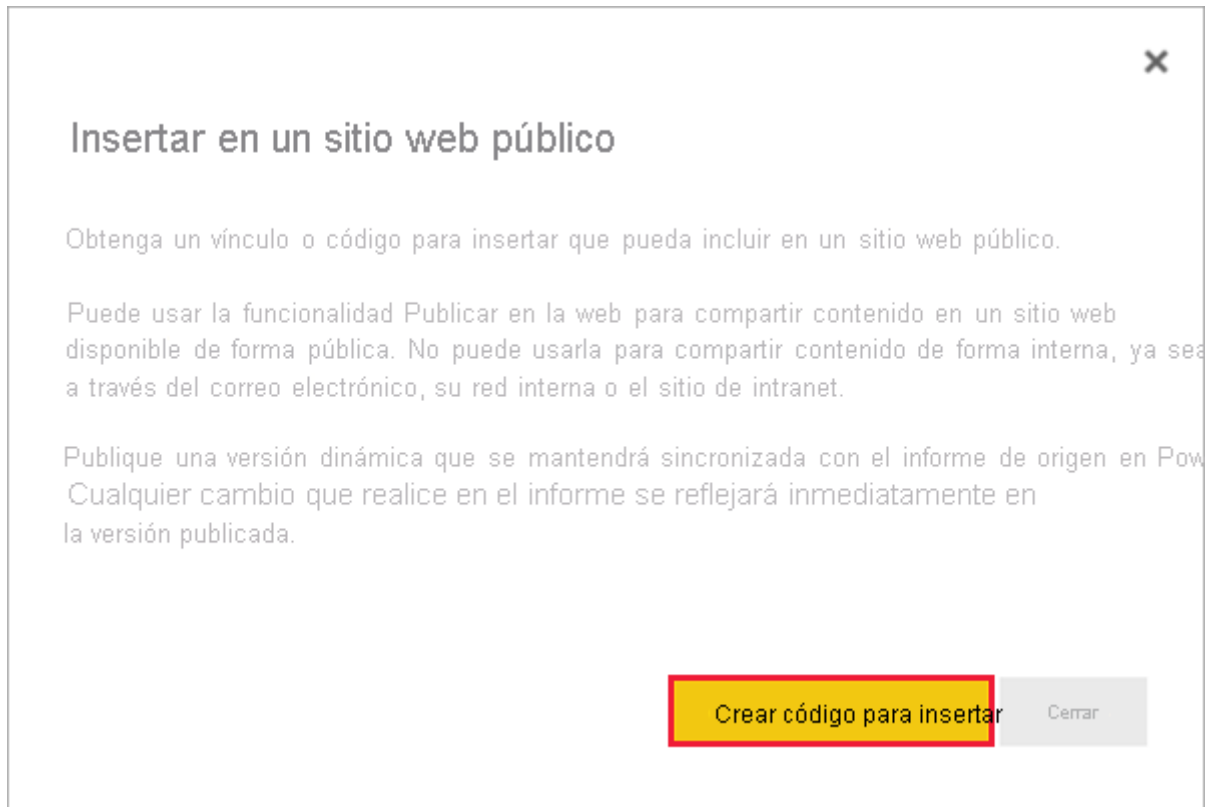 Insertar en un sitio web público
Obtenga un vínculo o código para insertar que pueda incluir en un sitio web público.
Puede usar la funcionalidad Publicar en la web para compartir contenido en un sitio web
disponible de forma pública. No puede usarla para compartir contenido de forma interna, ya sea
a través del correo electrónico, su red interna o el sitio de intranet.
Publique una versión dinámica que se mantendrá sincronizada con el informe de origen en Pow
Cualquier cambio que realice en el informe se reflejará inmediatamente en
la versión publicada.
Crear código para insertar
Cerrar